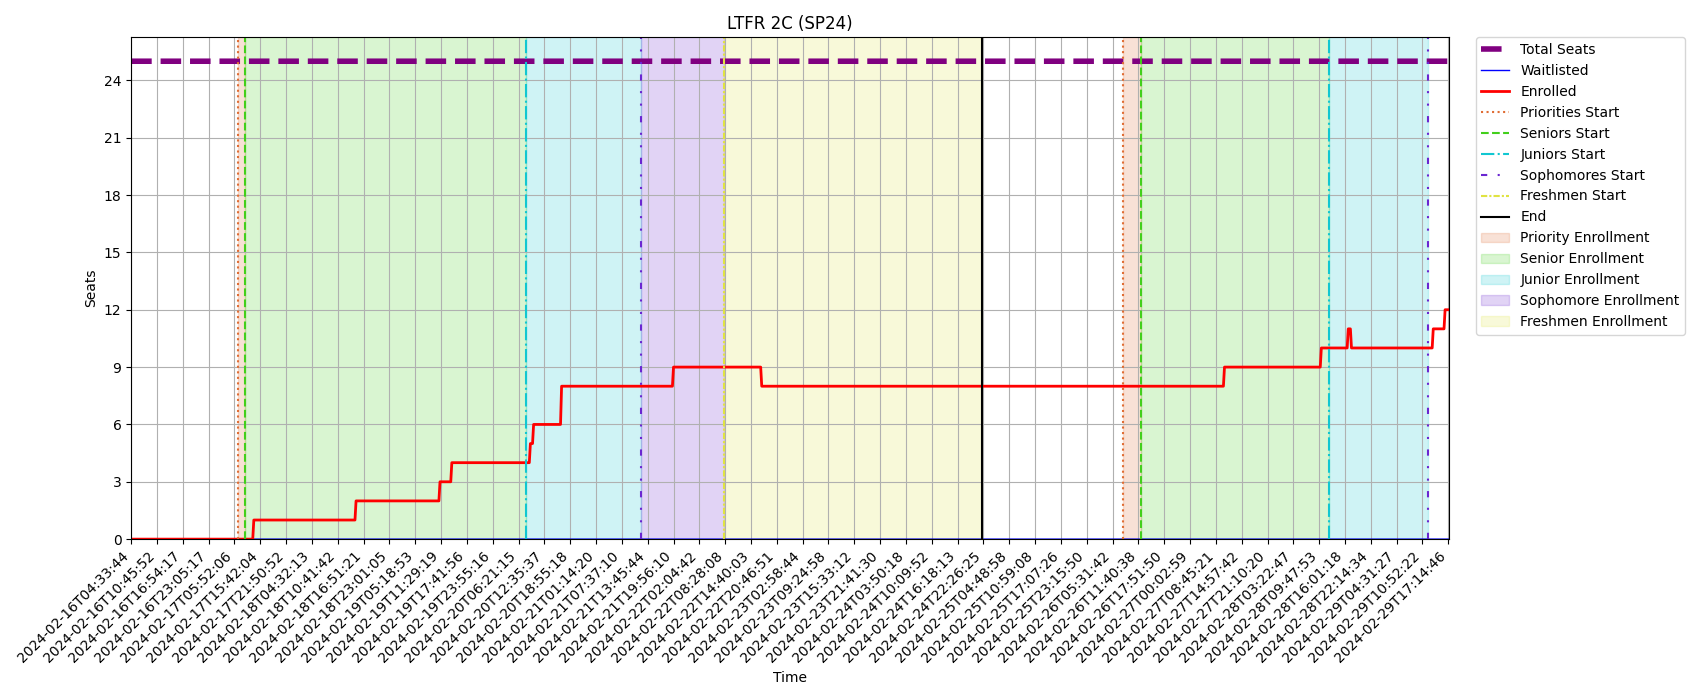 LTFR 2C (SP24)
Total Seats
Waitlisted
Enrolled
Priorities Start
Seniors Start
Juniors Start
Sophomores Start
Freshmen Start
End
Priority Enrollment
Senior Enrollment
Junior Enrollment
Sophomore Enrollment
Freshmen Enrollment
Seats
24
21
18
15
12
9
6
3
0
2024-02-16T04:33:44
2024-02-16T10:45:52
2024-02-16T16:54:17
2024-02-16T23:05:17
2024-02-17T05:52:06
2024-02-17T15:42:04
2024-02-17T21:50:52
2024-02-18T04:32:13
2024-02-18T10:41:42
2024-02-18T16:51:21
2024-02-18T23:01:05
2024-02-19T05:18:53
2024-02-19T11:29:19
2024-02-19T17:41:56
2024-02-19T23:55:16
2024-02-20T06:21:15
2024-02-20T12:35:37
2024-02-20T18:55:18
2024-02-21T01:14:20
2024-02-21T07:37:10
2024-02-21T13:45:44
2024-02-21T19:56:10
2024-02-22T02:04:42
2024-02-22T08:28:08
2024-02-22T14:40:03
2024-02-22T20:46:51
2024-02-23T02:58:44
2024-02-23T09:24:58
2024-02-23T15:33:12
2024-02-23T21:41:30
2024-02-24T03:50:18
2024-02-24T10:09:52
2024-02-24T16:18:13
2024-02-24T22:26:25
2024-02-25T04:48:58
2024-02-25T10:59:08
2024-02-25T17:07:26
2024-02-25T23:15:50
2024-02-26T05:31:42
2024-02-26T11:40:38
2024-02-26T17:51:50
2024-02-27T00:02:59
2024-02-27T08:45:21
2024-02-27T14:57:42
2024-02-27T21:10:20
2024-02-28T03:22:47
2024-02-28T09:47:53
2024-02-28T16:01:18
2024-02-28T22:14:34
2024-02-29T04:31:27
2024-02-29T10:52:22
2024-02-29T17:14:46
Time